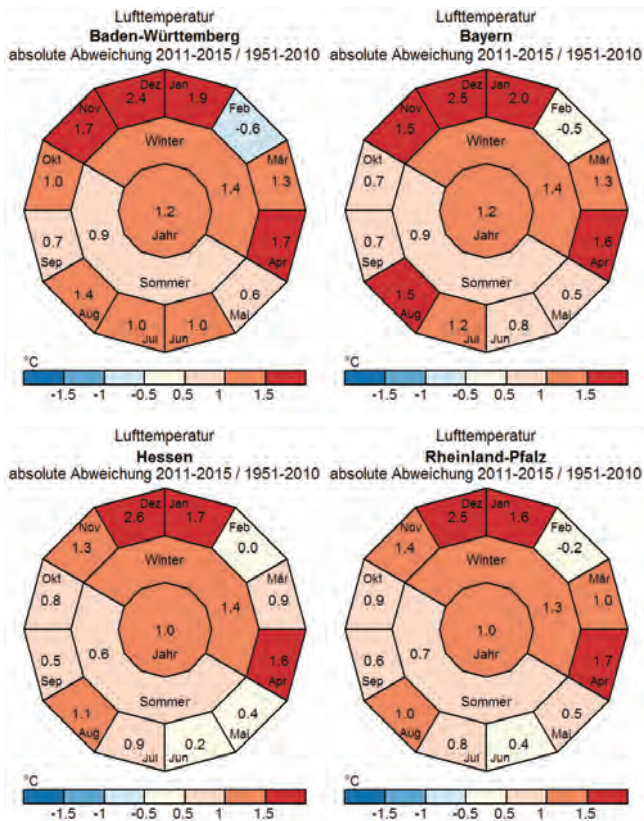 Lufttemperatur
Baden-Württemberg
absolute Abweichung 2011-2015 / 1951-2010
Dez
2.4
Jan
1.9
Feb
-0.6
Mär
1.3
1.7
Apr
0.6
Mai
1.0
Jun
1.0
Jul
1.4
Aug
0.7
Sep
Okt
1.0
Nov
1.7
Winter
1.4
Sommer
0.9
1.2
Jahr
°C
-1.5 -1 -0.5 0.5 1 1.5
Lufttemperatur
Bayern
absolute Abweichung 2011-2015 / 1951-2010
Dez
2.5
Jan
2.0
Feb
-0.5
Mär
1.3
1.6
Apr
0.5
Mai
0.8
Jun
1.2
Jul
1.5
Aug
0.7
Sep
Okt
0.7
Nov
1.5
Winter
1.4
Sommer
0.9
1.2
Jahr
°C
-1.5 -1 -0.5 0.5 1 1.5
Lufttemperatur
Hessen
absolute Abweichung 2011-2015 / 1951-2010
Dez
2.6
Jan
1.7
Feb
0.0
Mär
0.9
1.6
Apr
0.4
Mai
0.2
Jun
0.9
Jul
1.1
Aug
0.5
Sep
Okt
0.8
Nov
1.3
Winter
1.4
Sommer
0.6
1.0
Jahr
°C
-1.5 -1 -0.5 0.5 1 1.5
Lufttemperatur
Rheinland-Pfalz
absolute Abweichung 2011-2015 / 1951-2010
Dez
2.5
Jan
1.6
Feb
-0.2
Mär
1.0
1.7
Apr
0.5
Mai
0.4
Jun
0.8
Jul
1.0
Aug
0.6
Sep
Okt
0.9
Nov
1.4
Winter
1.3
Sommer
0.7
1.0
Jahr
°C
-1.5 -1 -0.5 0.5 1 1.5